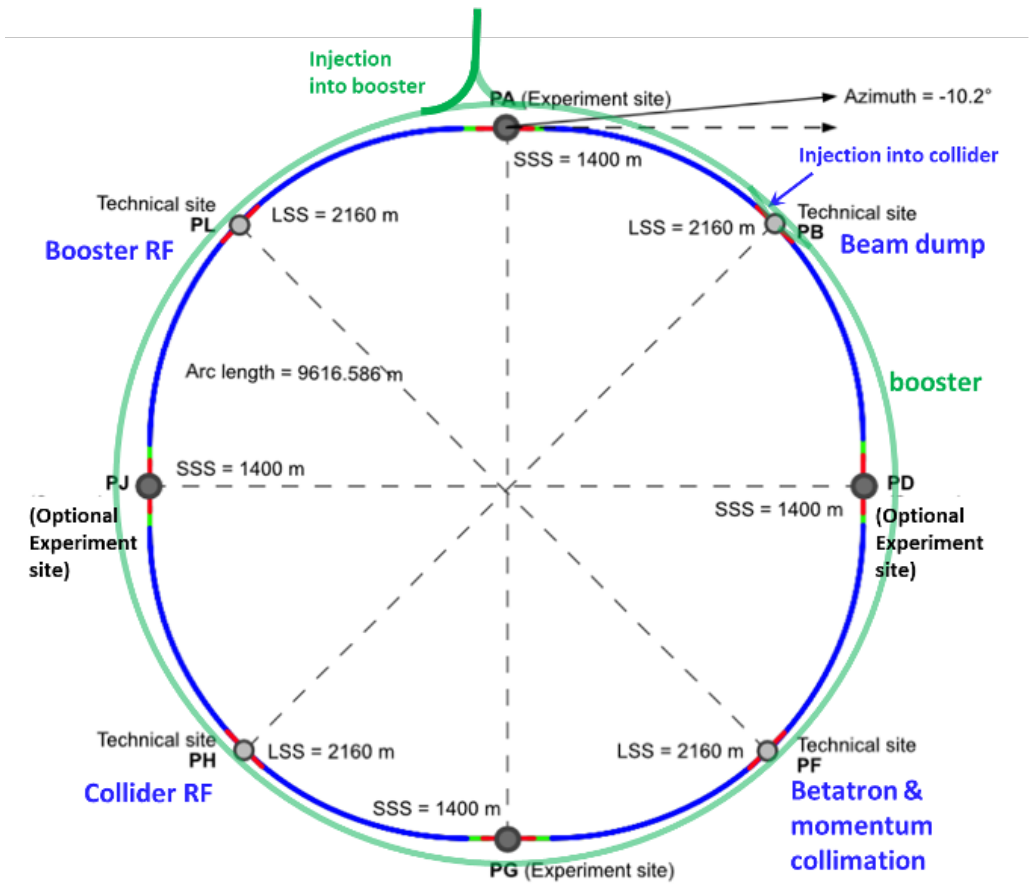 Injection
into booster
PA (Experiment site)
Azimuth = -10.2°
SSS = 1400 m
Injection into collider
Technical site
PL
LSS = 2160 m
Booster RF
LSS = 2160 m
Technical site
PB
Beam dump
Arc length = 9616.586 m
booster
PJ
SSS = 1400 m
(Optional
Experiment
site)
PD
SSS = 1400 m
(Optional
Experiment
site)
Technical site
PH
LSS = 2160 m
Collider RF
LSS = 2160 m
Technical site
PF
Betatron &
momentum
collimation
SSS = 1400 m
PG (Experiment site)